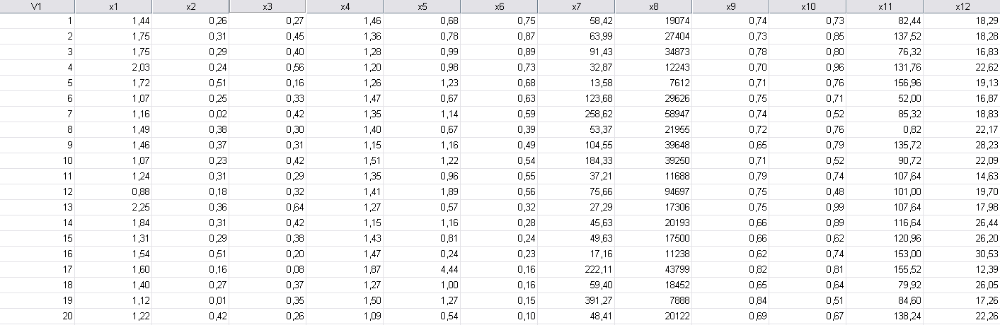 V1 x1 x2 x3 x4 x5 x6 x7 x8 x9 x10 x11 x12
1 1,44 0,26 0,27 1,46 0,68 0,75 58,42 19074 0,74 0,73 82,44 18,29
2 1,75 0,31 0,45 1,36 0,78 0,87 63,99 27404 0,73 0,85 137,52 18,28
3 1,75 0,29 0,40 1,28 0,99 0,89 91,43 34873 0,78 0,80 76,32 16,83
4 2,03 0,24 0,56 1,20 0,98 0,73 32,87 12243 0,70 0,96 131,76 22,62
5 1,72 0,51 0,16 1,26 1,23 0,68 13,58 7612 0,71 0,76 156,96 19,13
6 1,07 0,25 0,33 1,47 0,67 0,63 123,68 29626 0,75 0,71 52,00 16,87
7 1,16 0,02 0,42 1,35 1,14 0,59 258,62 58947 0,74 0,52 85,32 18,83
8 1,49 0,38 0,30 1,40 0,67 0,39 53,37 21955 0,72 0,76 0,82 22,17
9 1,46 0,37 0,31 1,15 1,16 0,49 104,55 39648 0,65 0,79 135,72 28,23
10 1,07 0,23 0,42 1,51 1,22 0,54 184,33 39250 0,71 0,52 90,72 22,09
11 1,24 0,31 0,29 1,35 0,96 0,55 37,21 11688 0,79 0,74 107,64 14,63
12 0,88 0,18 0,32 1,41 1,89 0,56 75,66 94697 0,75 0,48 101,00 19,70
13 2,25 0,36 0,64 1,27 0,57 0,32 27,29 17306 0,75 0,99 107,64 17,98
14 1,84 0,31 0,42 1,15 1,16 0,28 45,63 20193 0,66 0,89 116,64 26,44
15 1,31 0,29 0,38 1,43 0,81 0,24 49,63 17500 0,66 0,62 120,96 26,20
16 1,54 0,51 0,20 1,47 0,24 0,23 17,16 11238 0,62 0,74 153,00 30,53
17 1,60 0,16 0,08 1,87 4,44 0,16 222,11 43799 0,82 0,81 155,52 12,39
18 1,40 0,27 0,37 1,27 1,00 0,16 59,40 18452 0,65 0,64 79,92 26,05
19 1,12 0,01 0,35 1,50 1,27 0,15 391,27 7888 0,84 0,51 84,60 17,26
20 1,22 0,42 0,26 1,09 0,54 0,10 48,41 20122 0,69 0,67 138,24 22,26